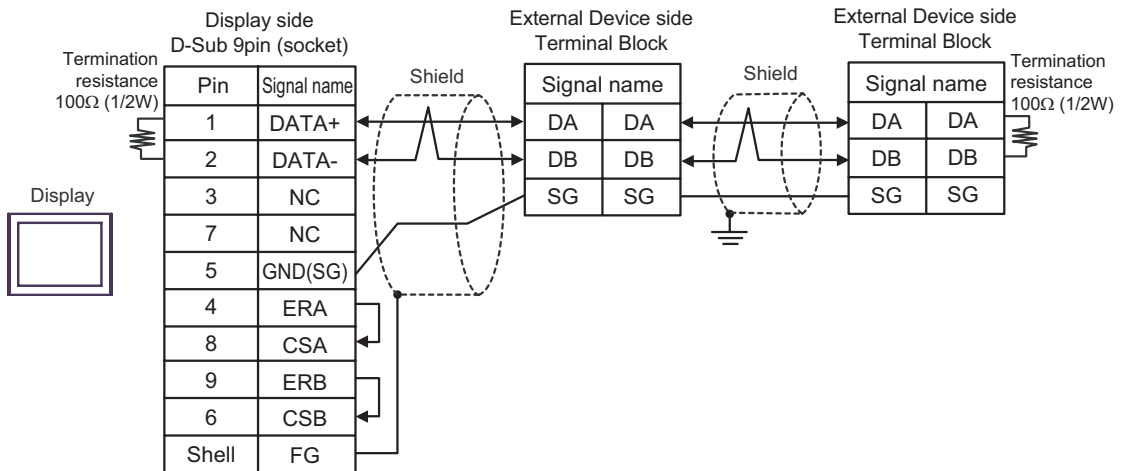 Display side
D-Sub 9pin (socket)
Termination
resistance
100Ω (1/2W)
Pin Signal name
1 DATA+
2 DATA-
3 NC
7 NC
5 GND(SG)
4 ERA
8 CSA
9 ERB
6 CSB
Shell FG
Display
Shield
External Device side
Terminal Block
Signal name
DA DA
DB DB
SG SG
Shield
External Device side
Terminal Block
Signal name
DA DA
DB DB
SG SG
Termination
resistance
100Ω (1/2W)